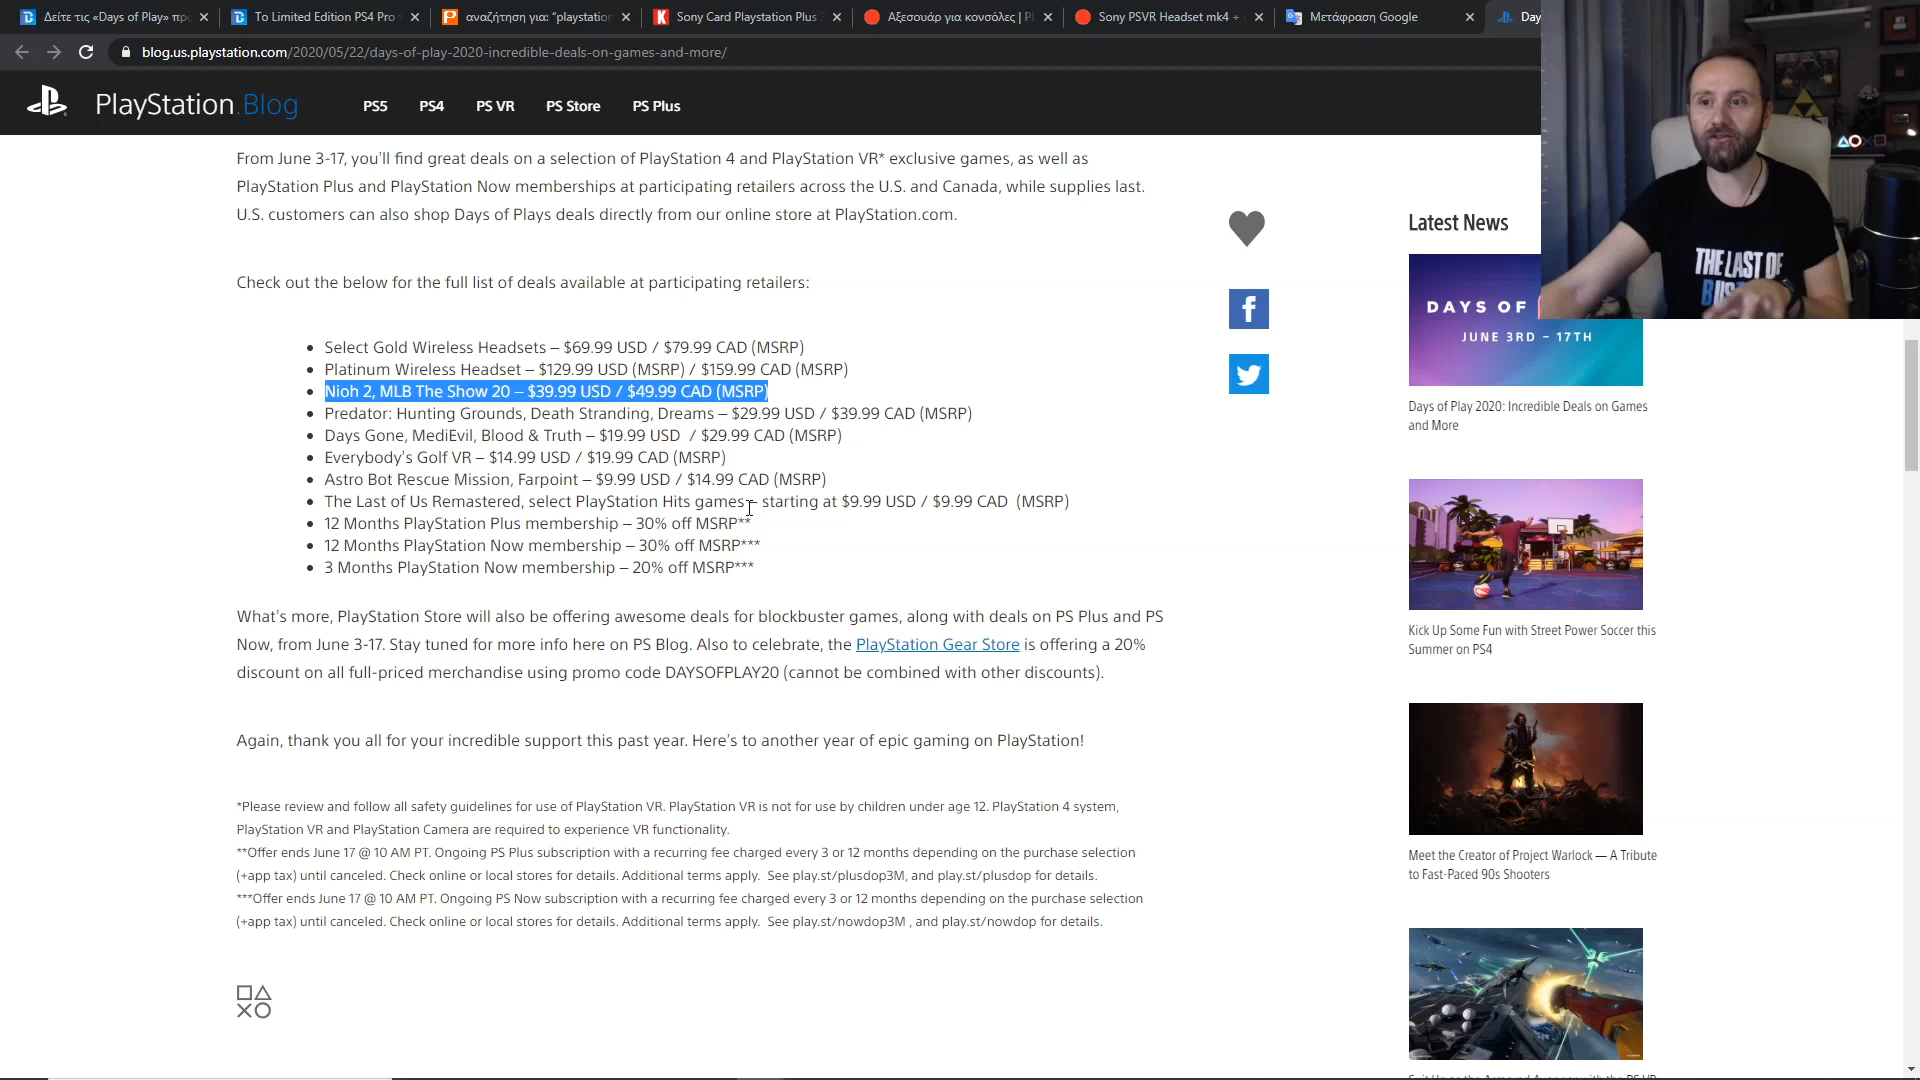 Δείτε τις «Days of Play» προ
To Limited Edition PS4 Pro
αναζήτηση για: "playstation
Sony Card Playstation Plus 3
Αξεσουάρ για κονσόλες | P
Sony PSVR Headset mk4 +
Μετάφραση Google
Day
blog.us.playstation.com/2020/05/22/days-of-play-2020-incredible-deals-on-games-and-more/
PlayStation.Blog
PS5
PS4
PS VR
PS Store
PS Plus
From June 3-17, you'll find great deals on a selection of PlayStation 4 and PlayStation VR* exclusive games, as well as
PlayStation Plus and PlayStation Now memberships at participating retailers across the U.S. and Canada, while supplies last.
U.S. customers can also shop Days of Plays deals directly from our online store at PlayStation.com.
Check out the below for the full list of deals available at participating retailers:
• Select Gold Wireless Headsets – $69.99 USD / $79.99 CAD (MSRP)
• Platinum Wireless Headset – $129.99 USD (MSRP) / $159.99 CAD (MSRP)
• Nioh 2, MLB The Show 20 – $39.99 USD / $49.99 CAD (MSRP)
• Predator: Hunting Grounds, Death Stranding, Dreams – $29.99 USD / $39.99 CAD (MSRP)
• Days Gone, MediEvil, Blood & Truth – $19.99 USD / $29.99 CAD (MSRP)
• Everybody's Golf VR – $14.99 USD / $19.99 CAD (MSRP)
• Astro Bot Rescue Mission, Farpoint – $9.99 USD / $14.99 CAD (MSRP)
• The Last of Us Remastered, select PlayStation Hits games – starting at $9.99 USD / $9.99 CAD (MSRP)
• 12 Months PlayStation Plus membership – 30% off MSRP**
• 12 Months PlayStation Now membership – 30% off MSRP***
• 3 Months PlayStation Now membership – 20% off MSRP***
What's more, PlayStation Store will also be offering awesome deals for blockbuster games, along with deals on PS Plus and PS
Now, from June 3-17. Stay tuned for more info here on PS Blog. Also to celebrate, the PlayStation Gear Store is offering a 20%
discount on all full-priced merchandise using promo code DAYSOFPLAY20 (cannot be combined with other discounts).
Again, thank you all for your incredible support this past year. Here's to another year of epic gaming on PlayStation!
*Please review and follow all safety guidelines for use of PlayStation VR. PlayStation VR is not for use by children under age 12. PlayStation 4 system,
PlayStation VR and PlayStation Camera are required to experience VR functionality.
**Offer ends June 17 @ 10 AM PT. Ongoing PS Plus subscription with a recurring fee charged every 3 or 12 months depending on the purchase selection
(+app tax) until canceled. Check online or local stores for details. Additional terms apply. See play.st/plusdop3M, and play.st/plusdop for details.
***Offer ends June 17 @ 10 AM PT. Ongoing PS Now subscription with a recurring fee charged every 3 or 12 months depending on the purchase selection
(+app tax) until canceled. Check online or local stores for details. Additional terms apply. See play.st/nowdop3M , and play.st/nowdop for details.
Latest News
DAYS OF
JUNE 3RD – 17TH
Days of Play 2020: Incredible Deals on Games
and More
Kick Up Some Fun with Street Power Soccer this
Summer on PS4
Meet the Creator of Project Warlock — A Tribute
to Fast-Paced 90s Shooters
THE LAST OF